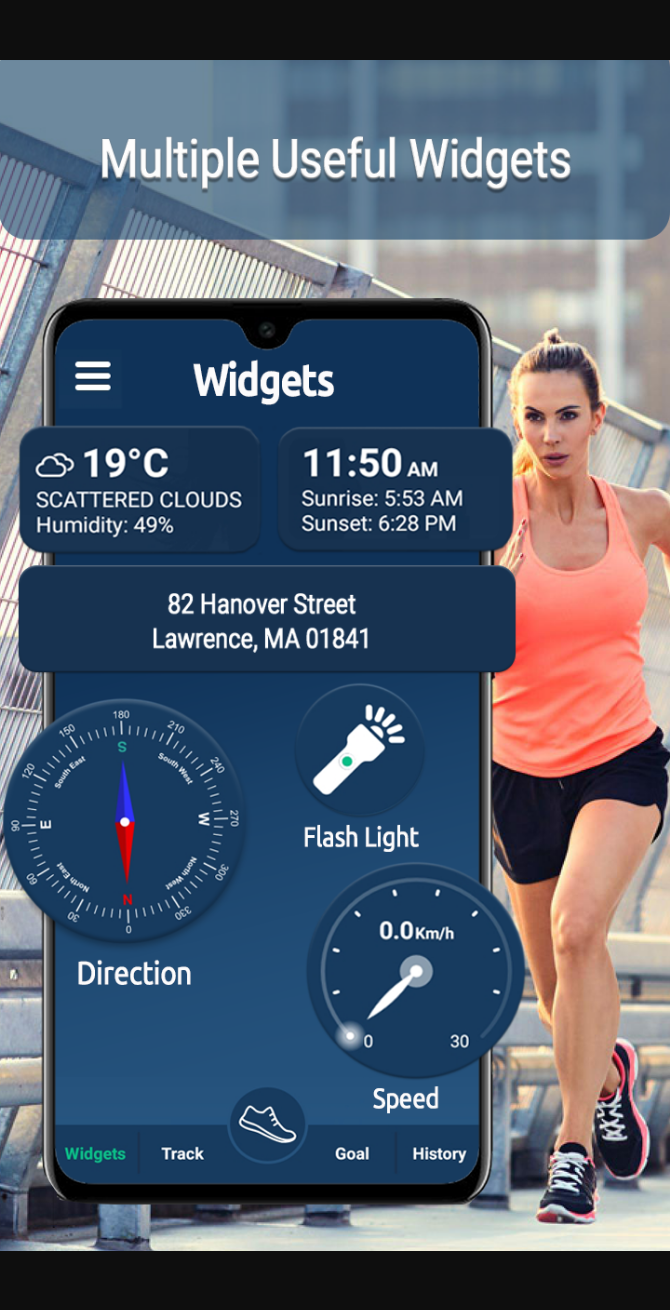 Multiple Useful Widgets
Widgets
19°C
SCATTERED CLOUDS
Humidity: 49%
11:50 AM
Sunrise: 5:53 AM
Sunset: 6:28 PM
82 Hanover Street
Lawrence, MA 01841
180
150
210
S
South East
South West
120
240
90
E
W
270
60
300
North East
North West
30
N
330
0
Direction
Flash Light
0.0Km/h
0
30
Speed
Widgets
Track
Goal
History